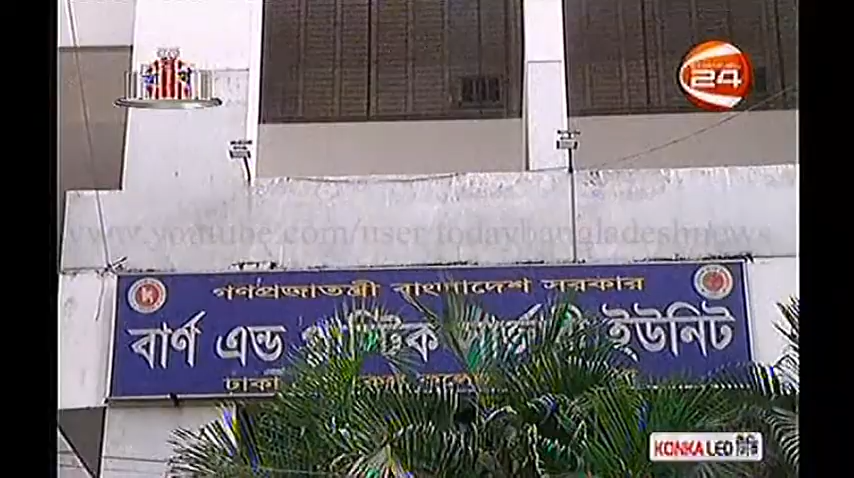 24
www.youtube.com/user/todaybangladeshnews
গণপ্রজাতন্ত্রী বাংলাদেশ সরকার
বার্ণ এন্ড প্লাস্টিক সার্জারী ইউনিট
ঢাকা
KONKA LED টিভি